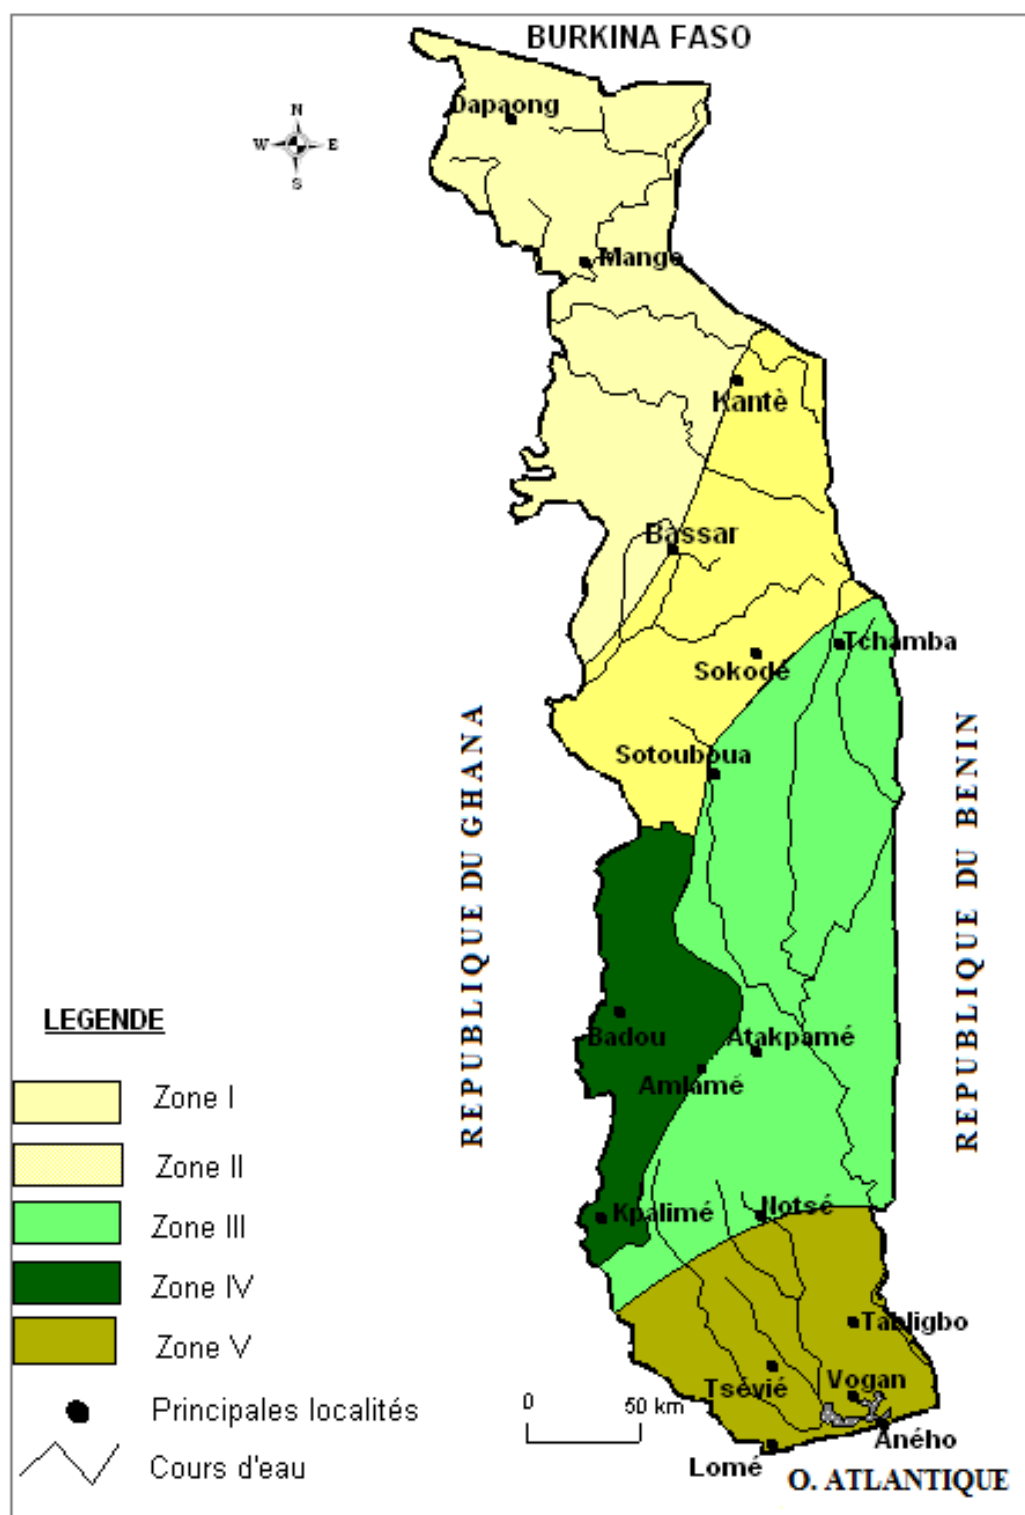 BURKINA FASO
Dapaong
N
W E
S
Mango
Kantè
Bassar
Tchamba
Sokodé
Sotouboua
REPUBLIQUE DU GHANA
REPUBLIQUE DU BENIN
Badou
Atakpamé
Amlamé
Kpalimé
Notsé
Tabligbo
Tsévié
Vogan
Aného
Lomé
O. ATLANTIQUE
0 50 km
LEGENDE
Zone I
Zone II
Zone III
Zone IV
Zone V
Principales localités
Cours d'eau